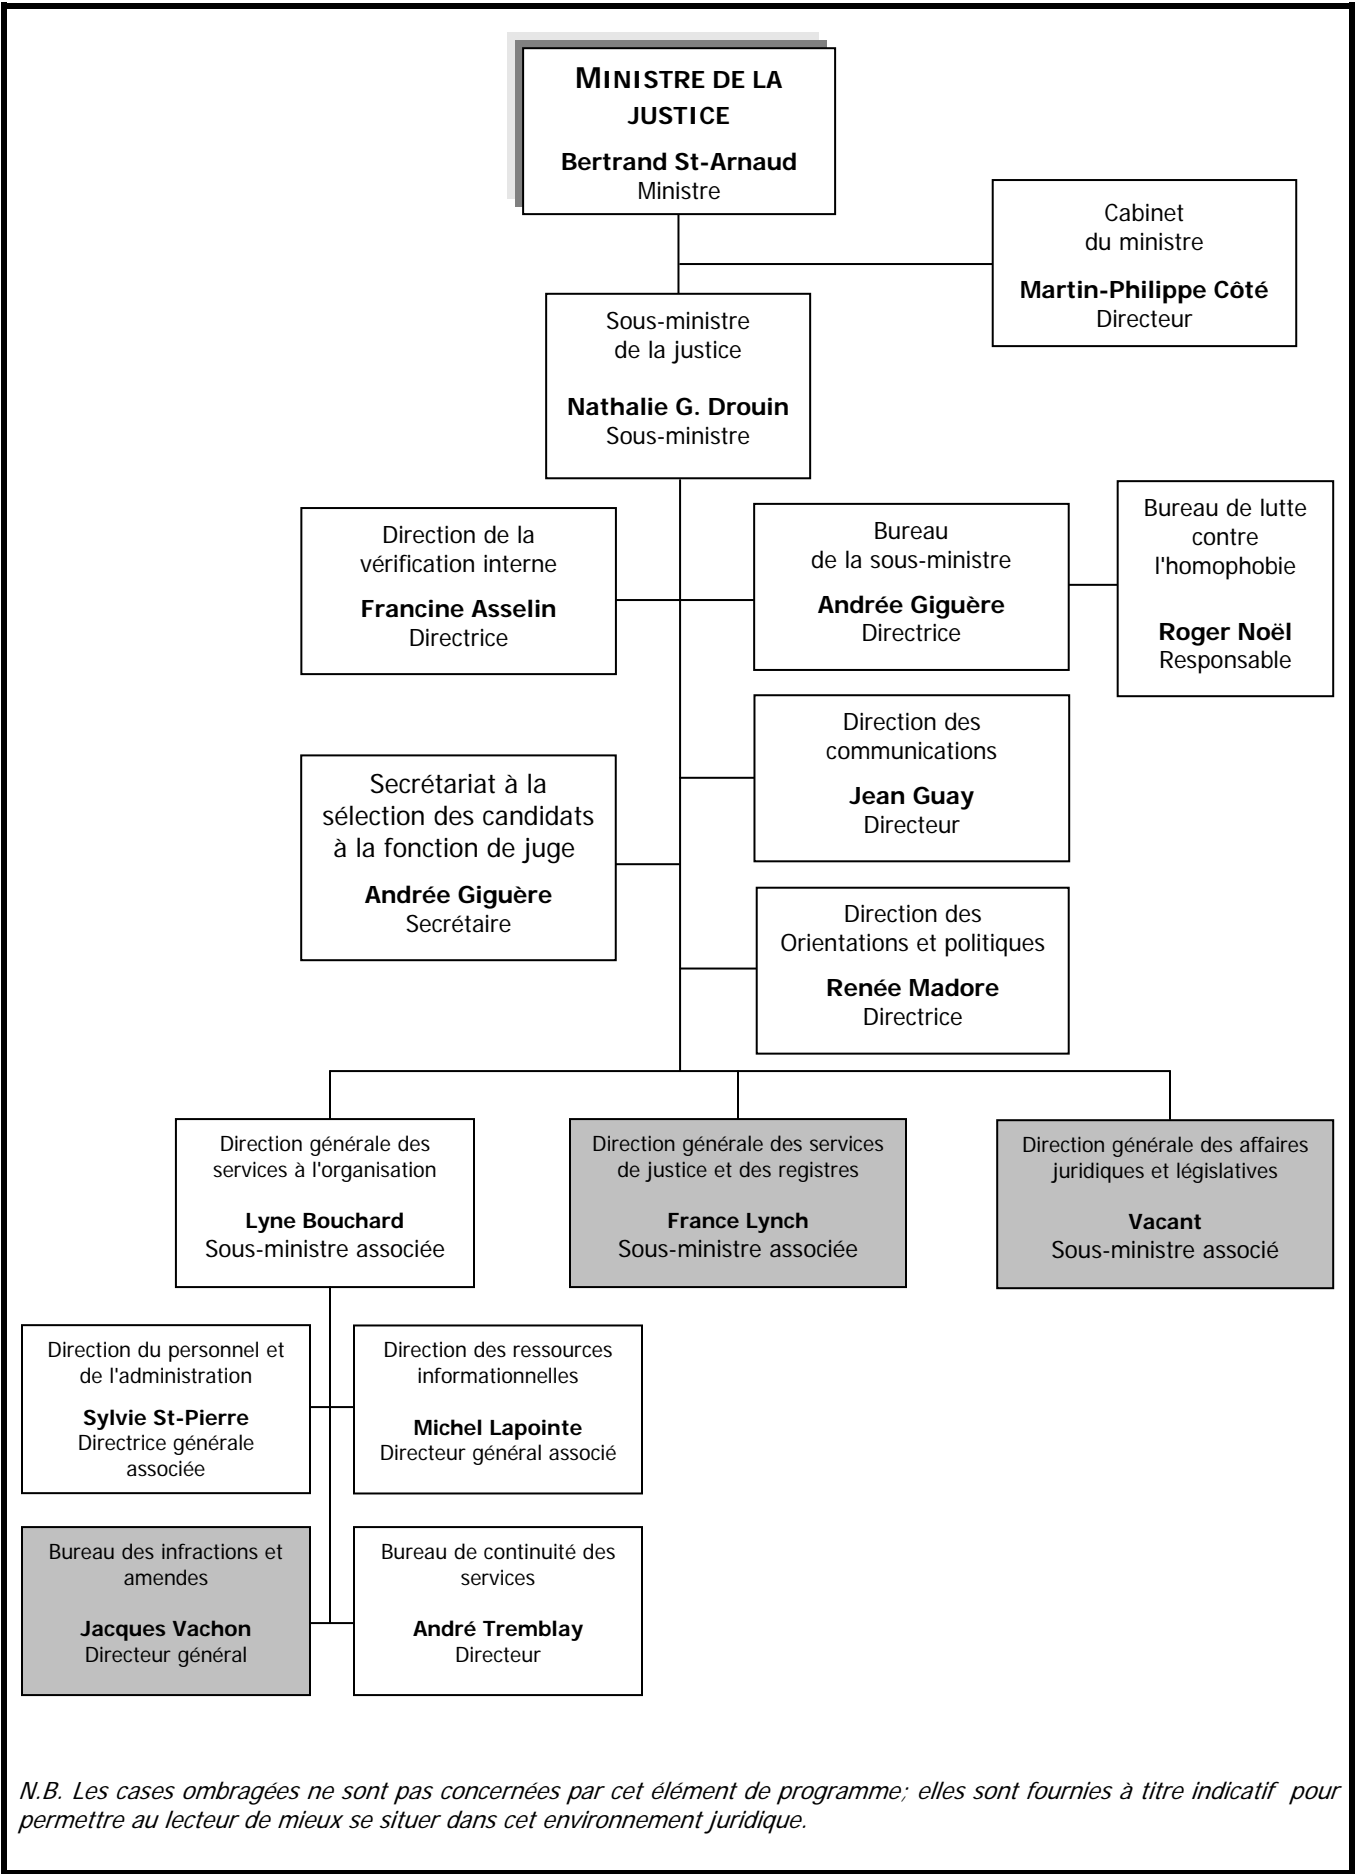 MINISTRE DE LA
JUSTICE
Bertrand St-Arnaud
Ministre
Cabinet
du ministre
Martin-Philippe Côté
Directeur
Sous-ministre
de la justice
Nathalie G. Drouin
Sous-ministre
Direction de la
vérification interne
Francine Asselin
Directrice
Bureau
de la sous-ministre
Andrée Giguère
Directrice
Bureau de lutte
contre
l'homophobie
Roger Noël
Responsable
Direction des
communications
Jean Guay
Directeur
Secrétariat à la
sélection des candidats
à la fonction de juge
Andrée Giguère
Secrétaire
Direction des
Orientations et politiques
Renée Madore
Directrice
Direction générale des
services à l'organisation
Lyne Bouchard
Sous-ministre associée
Direction générale des services
de justice et des registres
France Lynch
Sous-ministre associée
Direction générale des affaires
juridiques et législatives
Vacant
Sous-ministre associé
Direction du personnel et
de l'administration
Sylvie St-Pierre
Directrice générale
associée
Direction des ressources
informationnelles
Michel Lapointe
Directeur général associé
Bureau des infractions et
amendes
Jacques Vachon
Directeur général
Bureau de continuité des
services
André Tremblay
Directeur
N.B. Les cases ombragées ne sont pas concernées par cet élément de programme; elles sont fournies à titre indicatif pour
permettre au lecteur de mieux se situer dans cet environnement juridique.